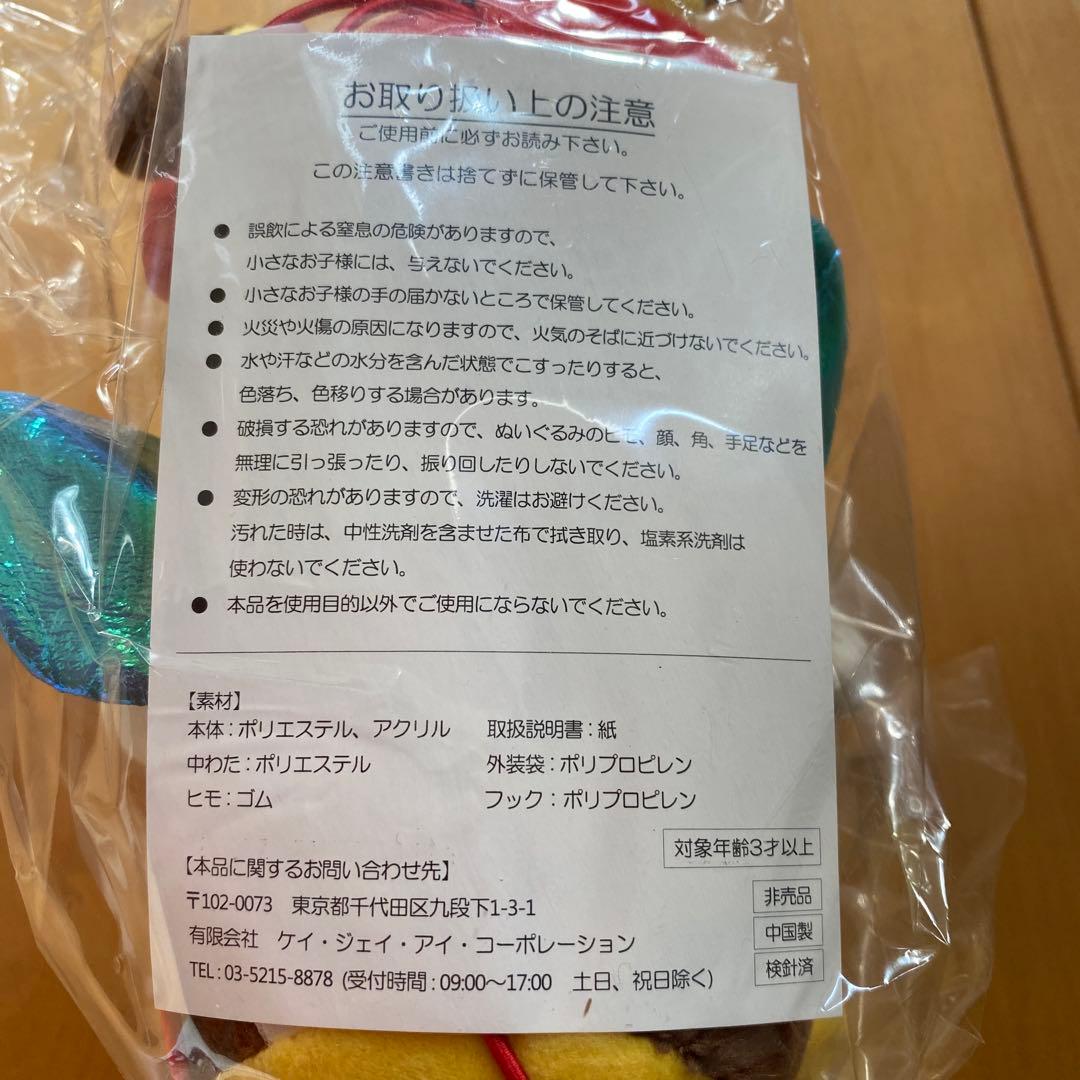 お取り扱い上の注意
ご使用前に必ずお読み下さい。
この注意書きは捨てずに保管して下さい。
● 誤飲による窒息の危険がありますので、
小さなお子様には、与えないでください。
● 小さなお子様の手の届かないところで保管してください。
● 火災や火傷の原因になりますので、火気のそばに近づけないでください。
● 水や汗などの水分を含んだ状態でこすったりすると、
色落ち、色移りする場合があります。
● 破損する恐れがありますので、ぬいぐるみのヒモ、顔、角、手足などを
無理に引っ張ったり、振り回したりしないでください。
● 変形の恐れがありますので、洗濯はお避けください。
汚れた時は、中性洗剤を含ませた布で拭き取り、塩素系洗剤は
使わないでください。
● 本品を使用目的以外でご使用にならないでください。
【素材】
本体：ポリエステル、アクリル 取扱説明書：紙
中わた：ポリエステル 外装袋：ポリプロピレン
ヒモ：ゴム フック：ポリプロピレン
対象年齢3才以上
【本品に関するお問い合わせ先】
〒102-0073 東京都千代田区九段下1-3-1
有限会社 ケイ・ジェイ・アイ・コーポレーション
TEL：03-5215-8878 (受付時間：09:00～17:00 土日、祝日除く)
非売品
中国製
検針済